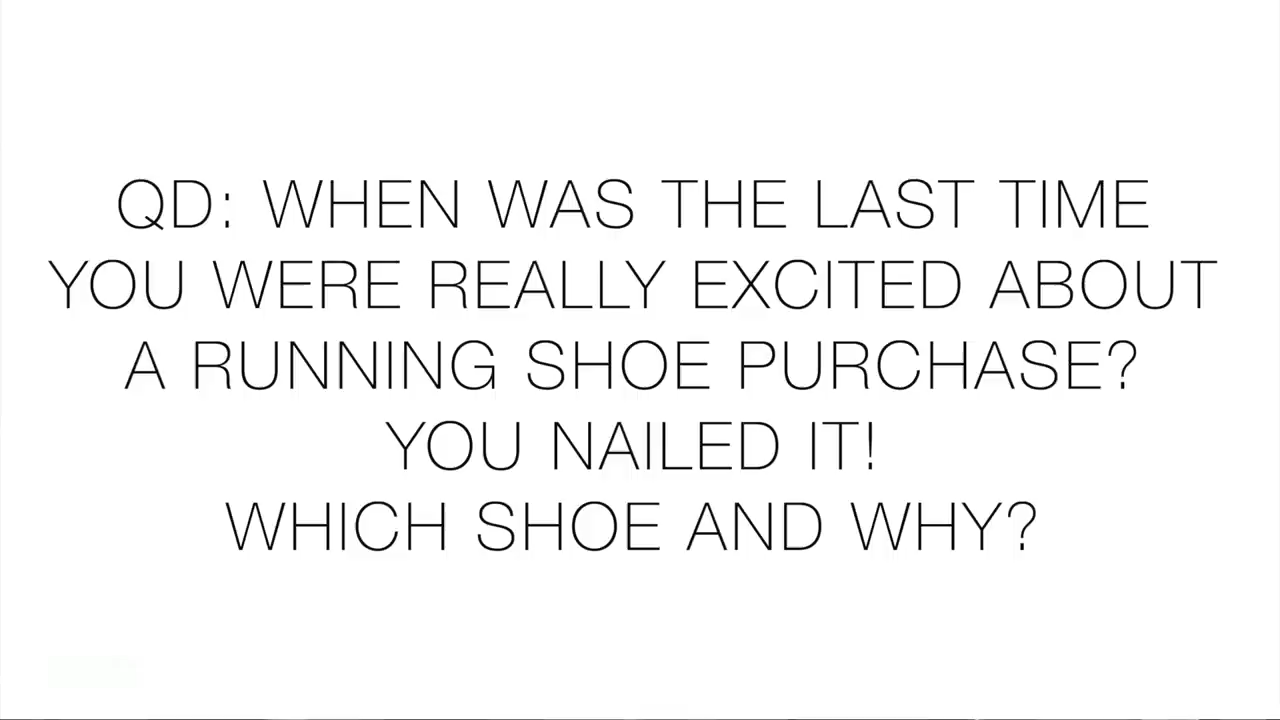 QD: WHEN WAS THE LAST TIME
YOU WERE REALLY EXCITED ABOUT
A RUNNING SHOE PURCHASE?
YOU NAILED IT!
WHICH SHOE AND WHY?